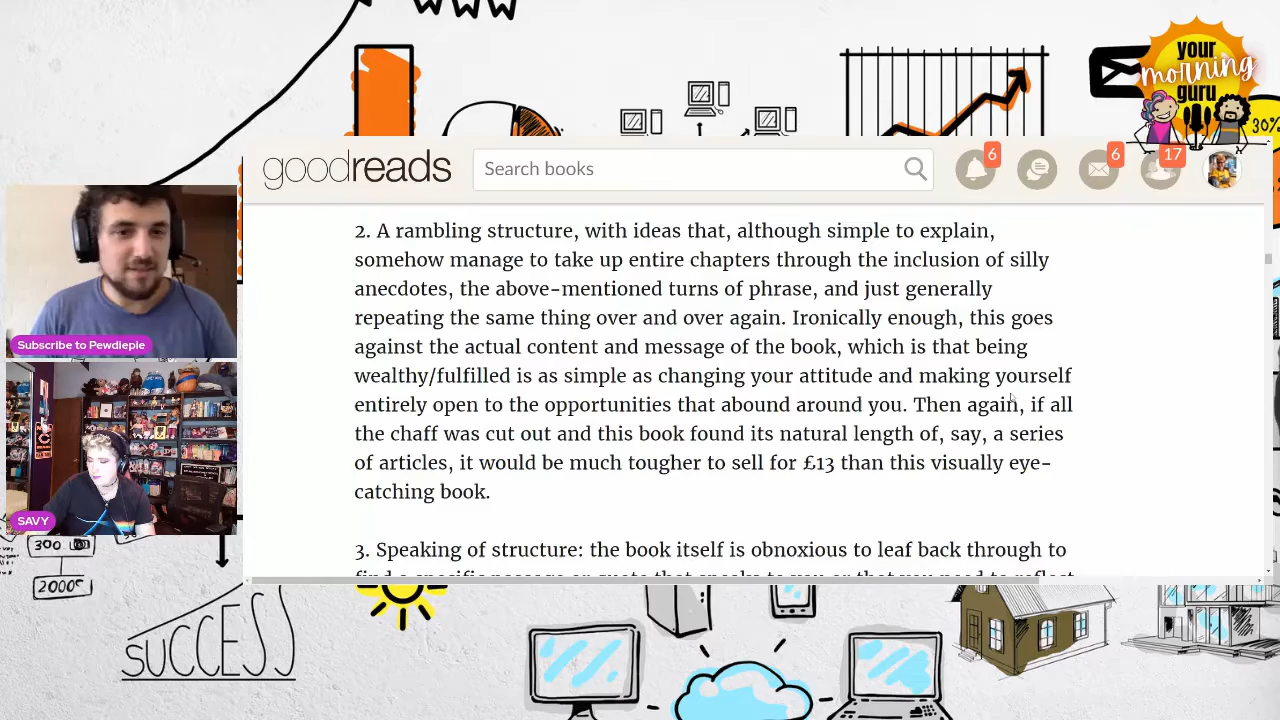 WWW
your
morning
guru
30%
goodreads
Search books
6
6
17
2. A rambling structure, with ideas that, although simple to explain,
somehow manage to take up entire chapters through the inclusion of silly
anecdotes, the above-mentioned turns of phrase, and just generally
repeating the same thing over and over again. Ironically enough, this goes
against the actual content and message of the book, which is that being
wealthy/fulfilled is as simple as changing your attitude and making yourself
entirely open to the opportunities that abound around you. Then again, if all
the chaff was cut out and this book found its natural length of, say, a series
of articles, it would be much tougher to sell for £13 than this visually eye-
catching book.
3. Speaking of structure: the book itself is obnoxious to leaf back through to
Subscribe to Pewdiepie
SAVY
300
2000
SUCCESS